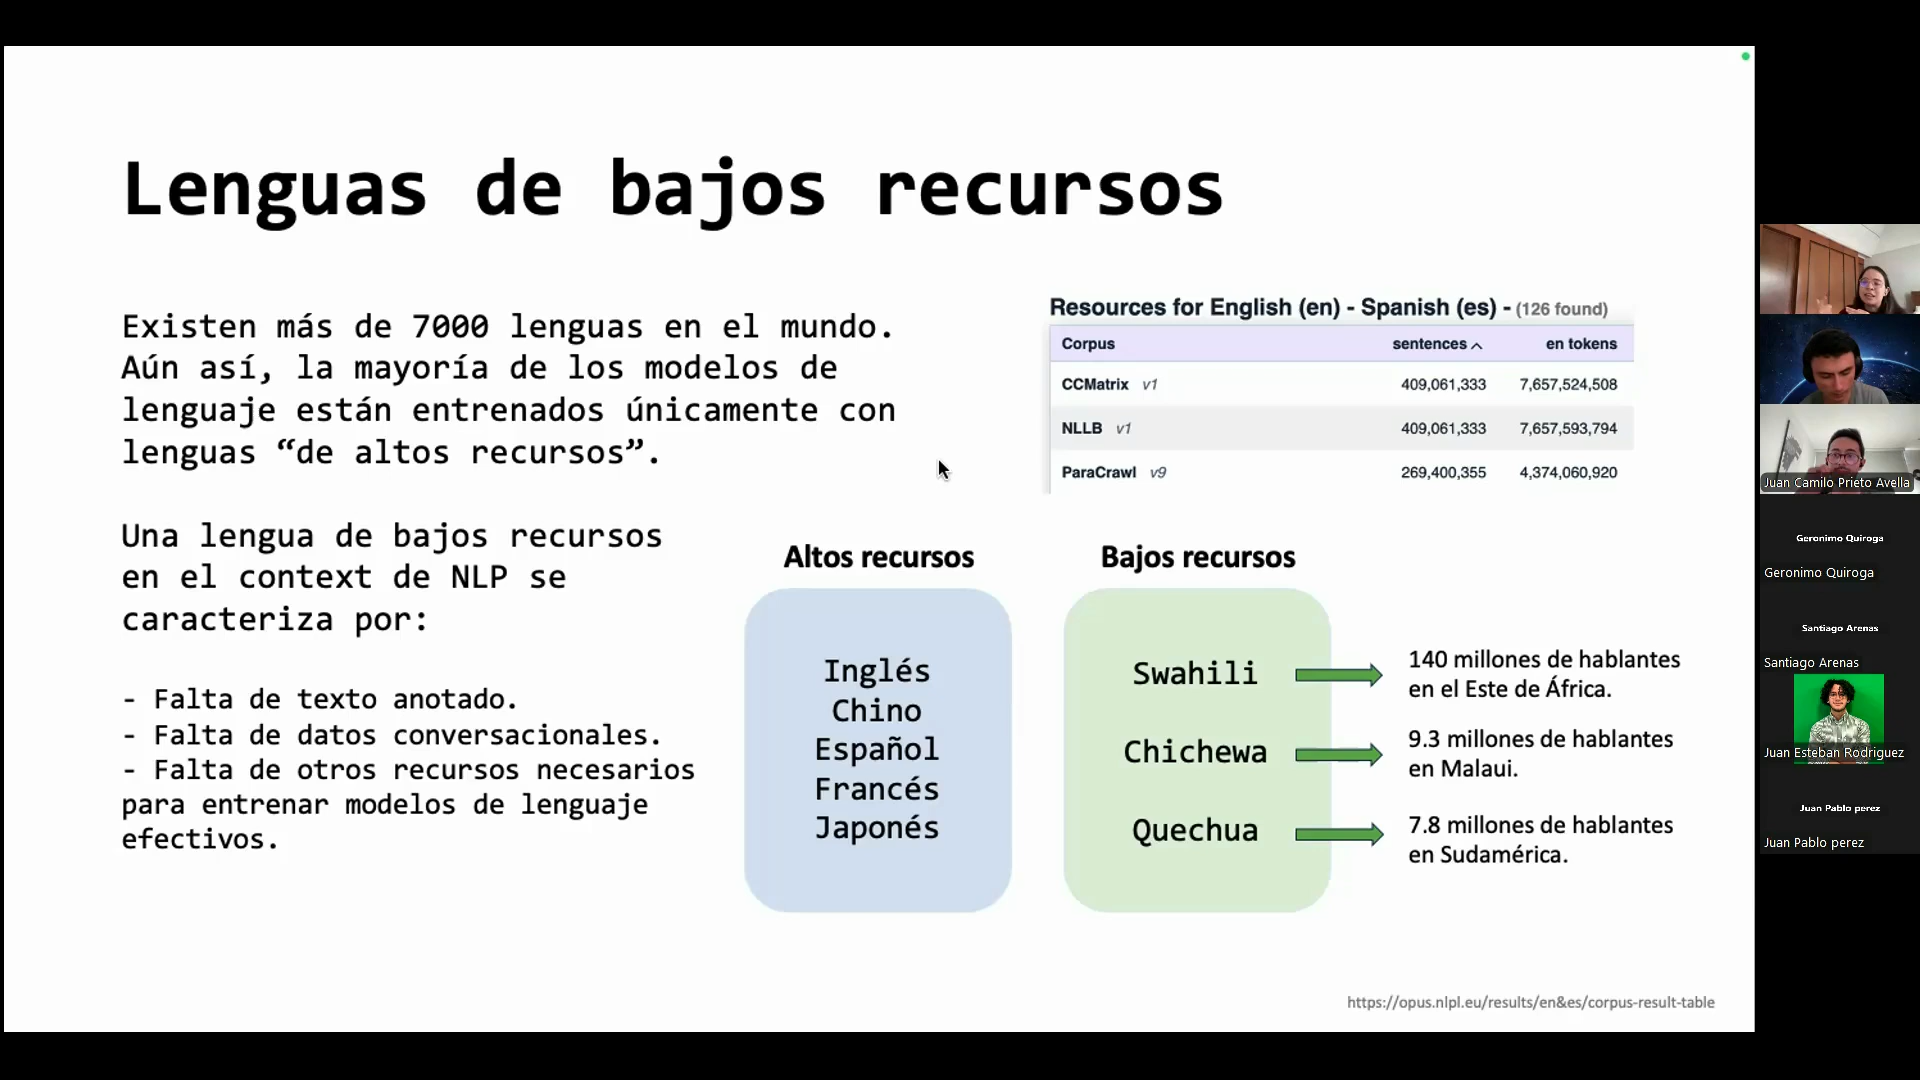 Lenguas de bajos recursos
Existen más de 7000 lenguas en el mundo.
Aún así, la mayoría de los modelos de
lenguaje están entrenados únicamente con
lenguas “de altos recursos”.
Una lengua de bajos recursos
en el context de NLP se
caracteriza por:
- Falta de texto anotado.
- Falta de datos conversacionales.
- Falta de otros recursos necesarios
para entrenar modelos de lenguaje
efectivos.
Resources for English (en) - Spanish (es) - (126 found)
Corpus sentences en tokens
CCMatrix v1 409,061,333 7,657,524,508
NLLB v1 409,061,333 7,657,593,794
ParaCrawl v9 269,400,355 4,374,060,920
Altos recursos
Inglés
Chino
Español
Francés
Japonés
Bajos recursos
Swahili
Chichewa
Quechua
140 millones de hablantes
en el Este de África.
9.3 millones de hablantes
en Malaui.
7.8 millones de hablantes
en Sudamérica.
https://opus.nlpl.eu/results/en&es/corpus-result-table
Juan Camilo Prieto Avella
Geronimo Quiroga
Geronimo Quiroga
Santiago Arenas
Santiago Arenas
Juan Esteban Rodriguez
Juan Pablo perez
Juan Pablo perez